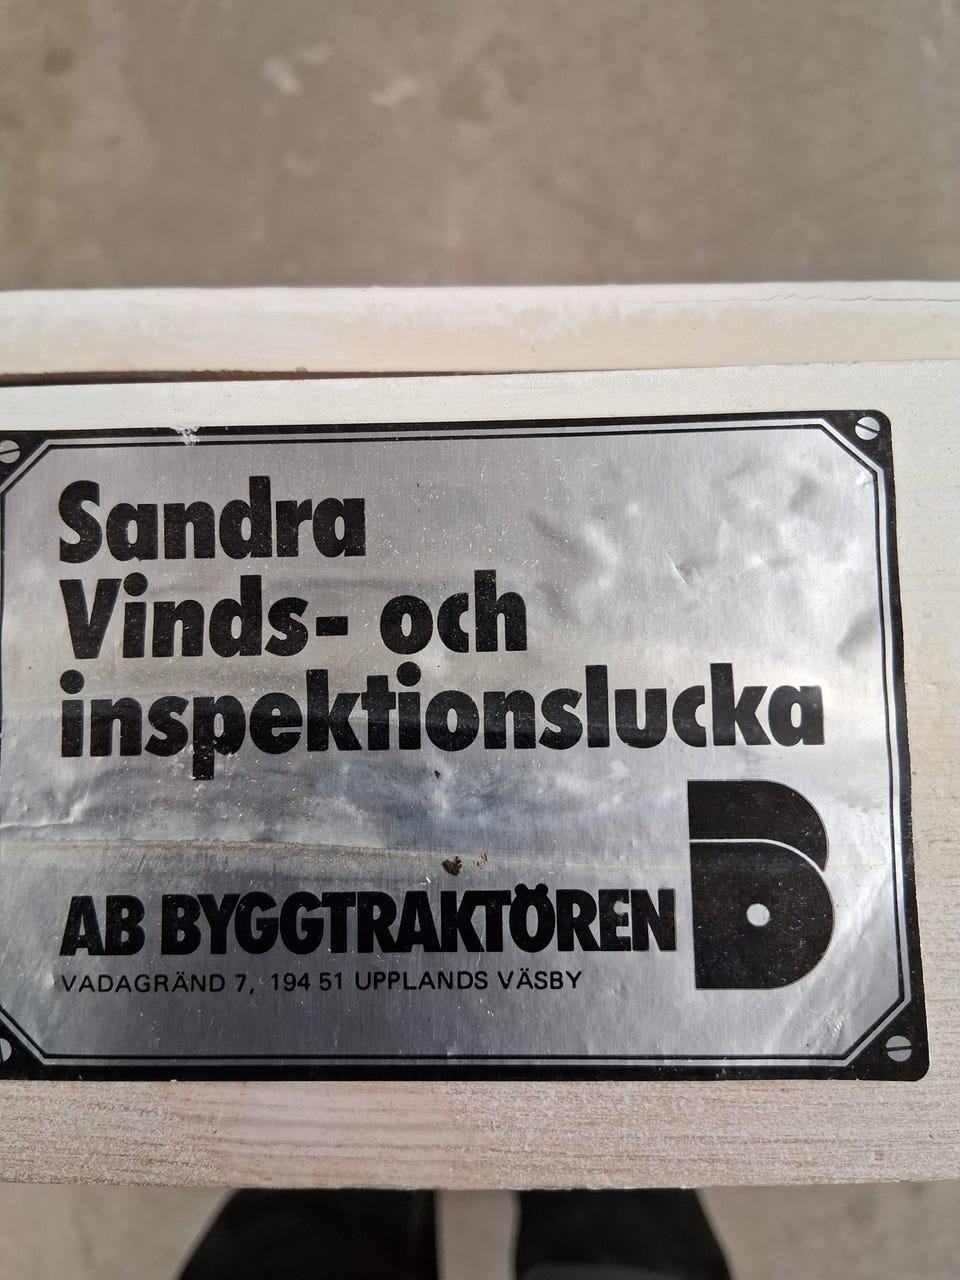 Sandra
Vinds- och
inspektionslucka
AB BYGGTRAKTÖREN
VADAGRÄND 7, 194 51 UPPLANDS VÄSBY